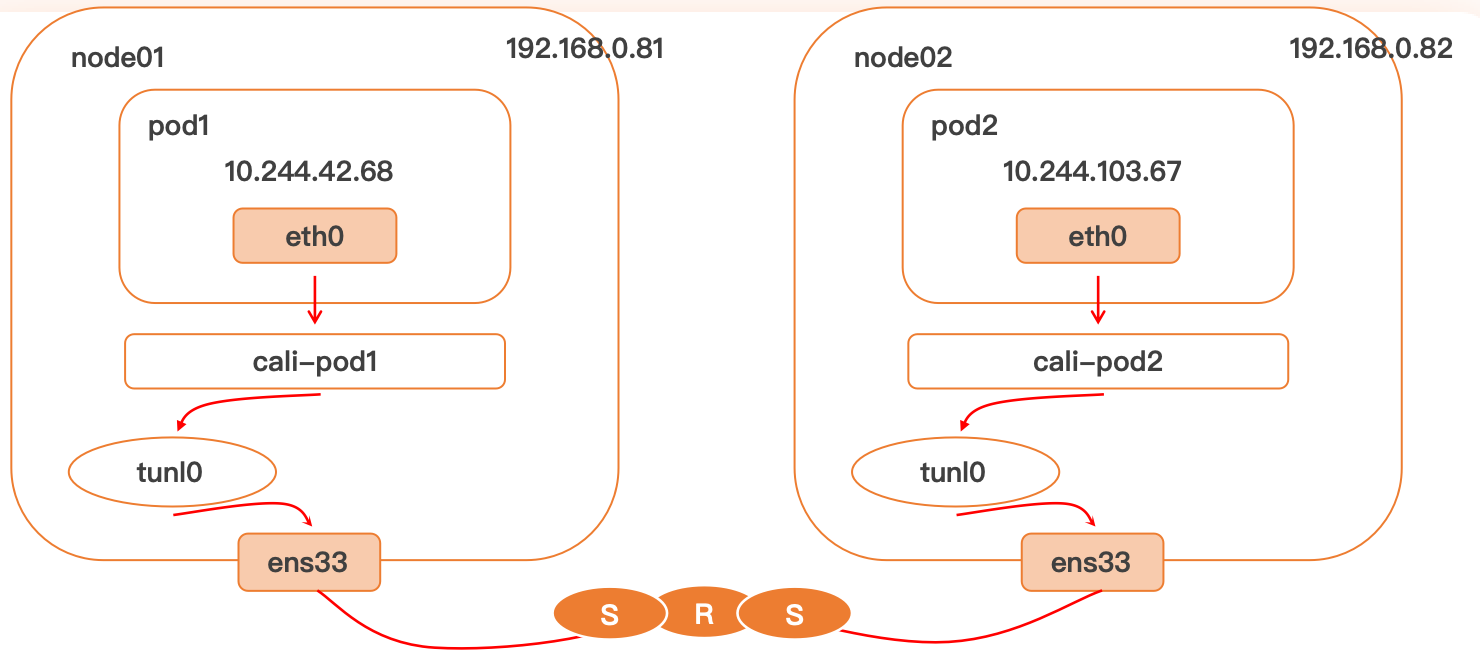 node01
192.168.0.81
pod1
10.244.42.68
eth0
cali-pod1
tunl0
ens33
node02
192.168.0.82
pod2
10.244.103.67
eth0
cali-pod2
tunl0
ens33
S
R
S